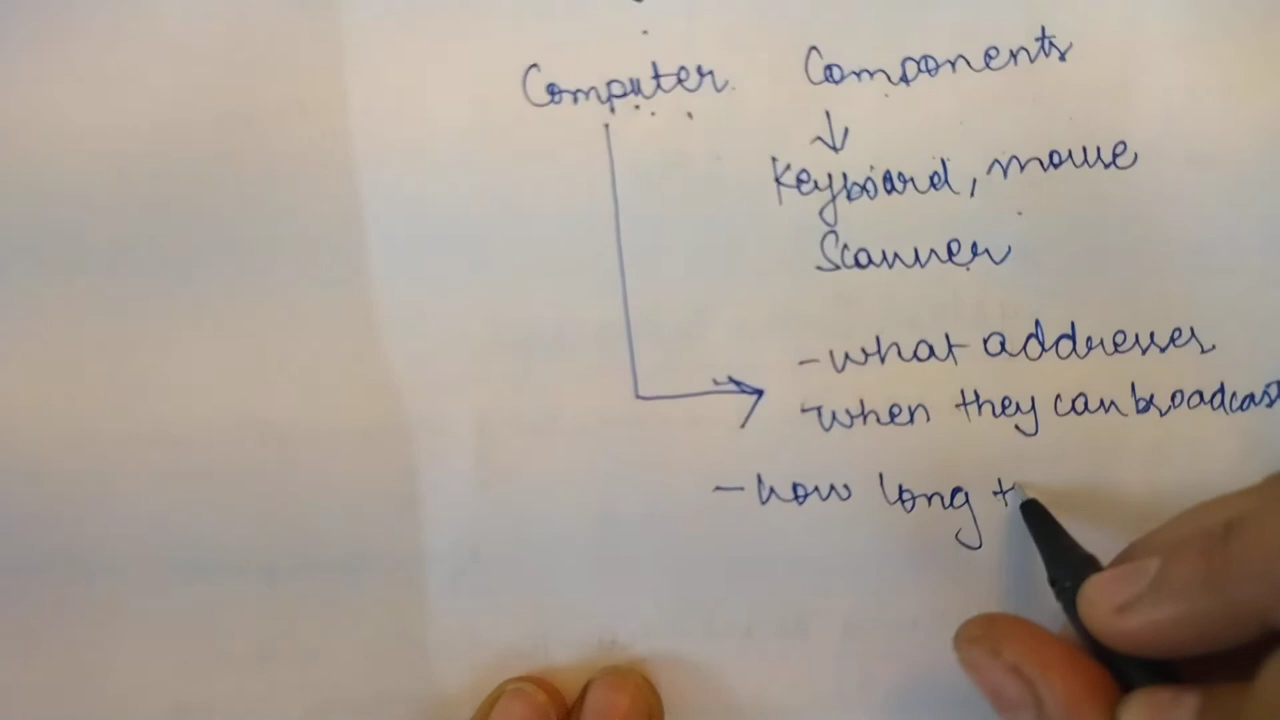 Computer Components
Keyboard, mouse
Scanner
- what addresses
when they can broadcast
- how long t